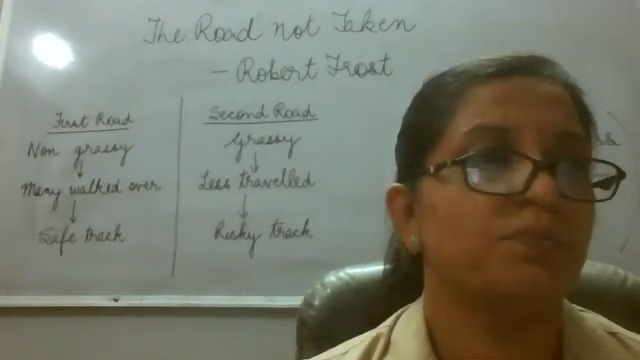 The Road not Taken
- Robert Frost
First Road
Non grassy
↓
Many walked over
↓
Safe track
Second Road
Grassy
↓
Less travelled
↓
Risky track